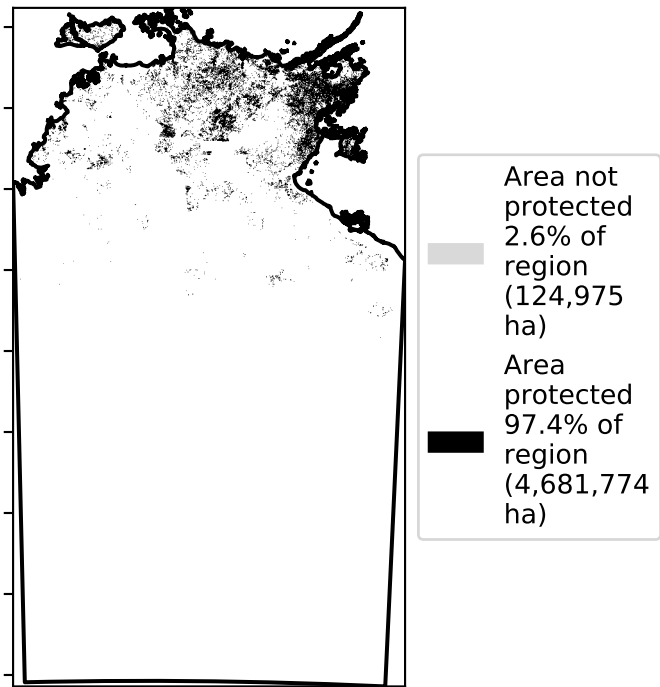 Area not
protected
2.6% of
region
(124,975
ha)
Area
protected
97.4% of
region
(4,681,774
ha)